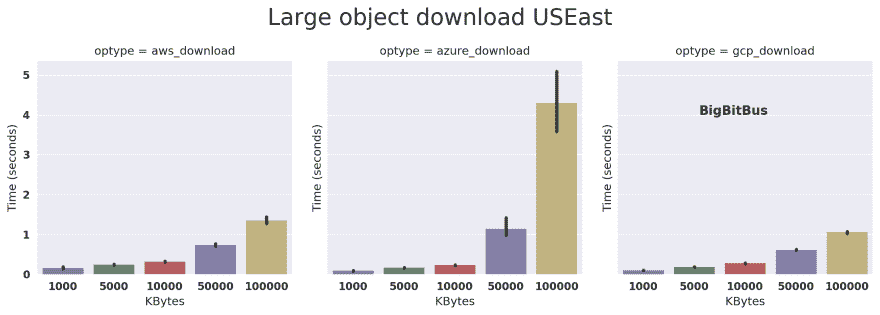 Large object download USEast
optype = aws_download
optype = azure_download
optype = gcp_download
BigBitBus
Time (seconds)
5
4
3
2
1
0
1000 5000 10000 50000 100000
KBytes
Time (seconds)
1000 5000 10000 50000 100000
KBytes
Time (seconds)
1000 5000 10000 50000 100000
KBytes